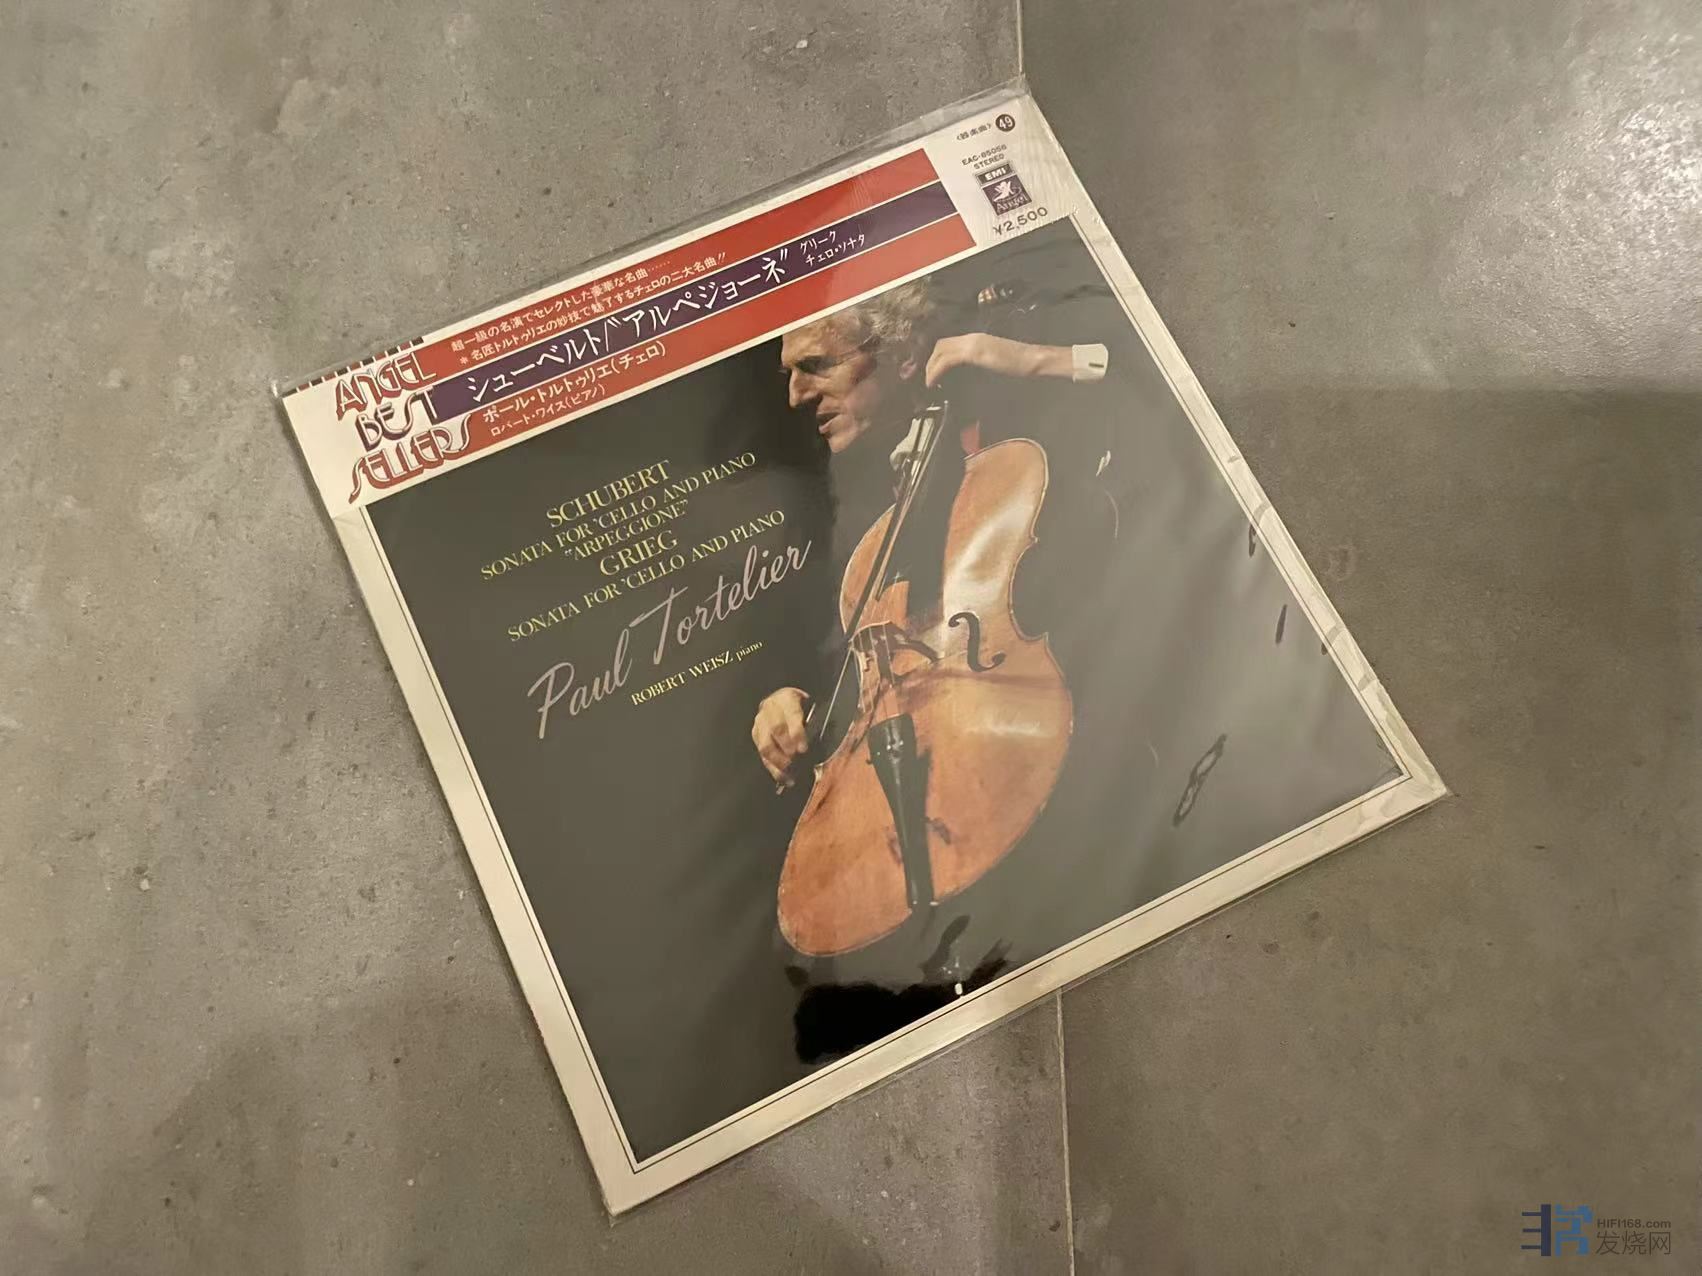 〈器楽曲〉 49
EAC-85056
STEREO
EMI
Angel
¥2,500
超一級の名演でセレクトした豪華な名曲……
＊名匠トルトゥリエの妙技で魅了するチェロの二大名曲!!
シューベルト/"アルペジョーネ"
グリーク
チェロ・ソナタ
ポール・トルトゥリエ(チェロ)
ロバート・ワイス(ピアノ)
ANGEL
BEST
SELLERS
SCHUBERT
SONATA FOR 'CELLO AND PIANO
"ARPEGGIONE"
GRIEG
SONATA FOR 'CELLO AND PIANO
Paul Tortelier
ROBERT WEISZ piano
HIFI168.com
发烧网